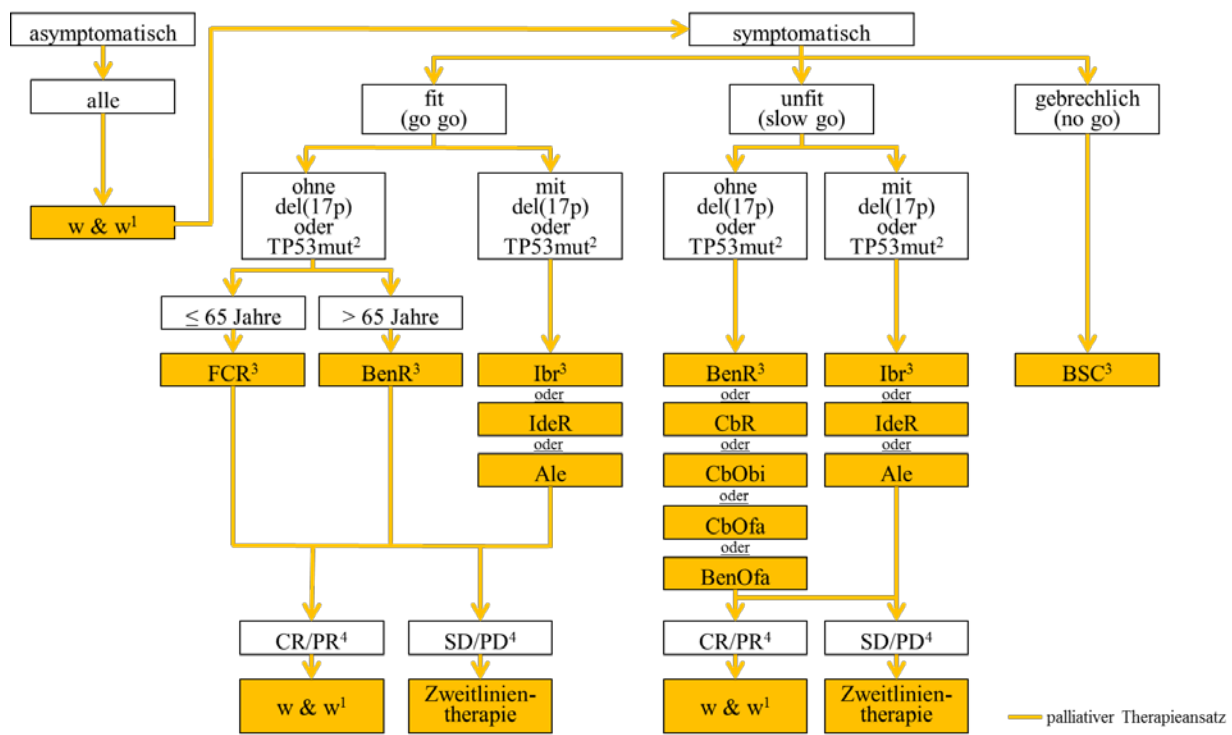 asymptomatisch
symptomatisch
alle
fit
(go go)
unfit
(slow go)
gebrechlich
(no go)
w & w¹
ohne
del(17p)
oder
TP53mut²
mit
del(17p)
oder
TP53mut²
ohne
del(17p)
oder
TP53mut²
mit
del(17p)
oder
TP53mut²
≤ 65 Jahre
> 65 Jahre
FCR³
BenR³
Ibr³
oder
IdeR
oder
Ale
BenR³
oder
CbR
oder
CbObi
oder
CbOfa
oder
BenOfa
Ibr³
oder
IdeR
oder
Ale
BSC³
CR/PR⁴
SD/PD⁴
CR/PR⁴
SD/PD⁴
w & w¹
Zweitlinien-
therapie
w & w¹
Zweitlinien-
therapie
palliativer Therapieansatz